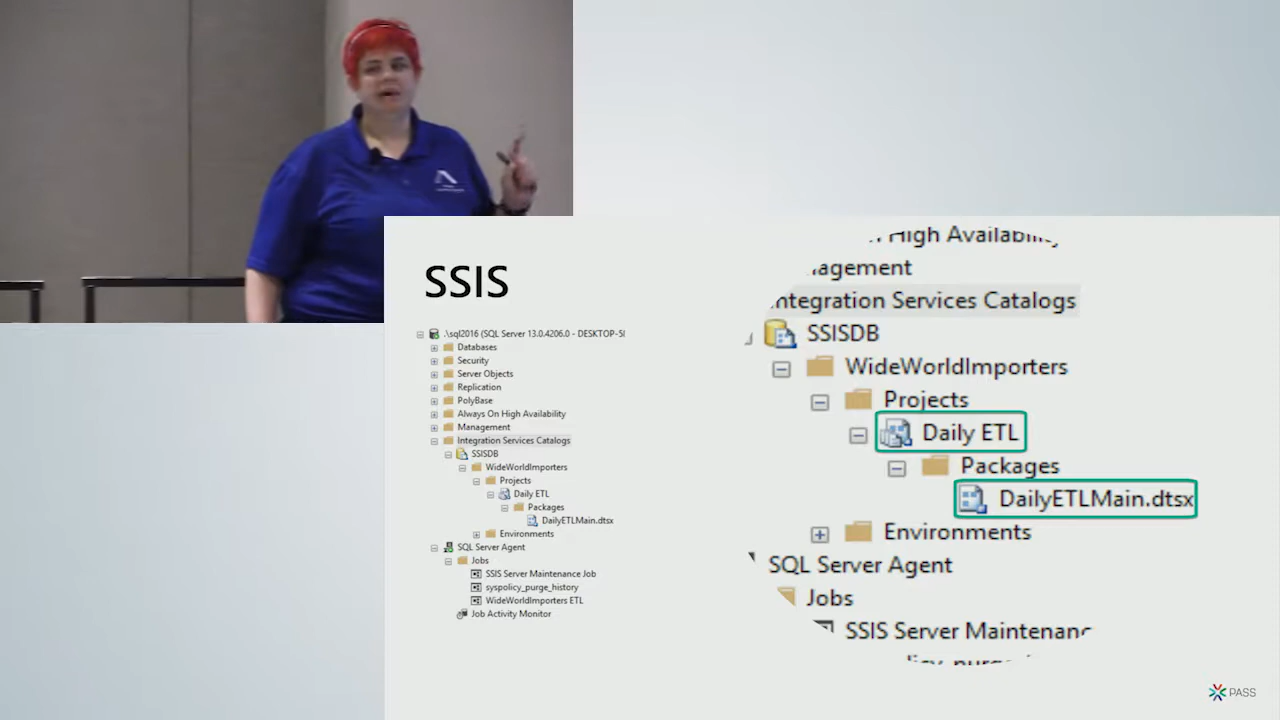 SSIS
.\sql2016 (SQL Server 13.0.4206.0 - DESKTOP-5I
Databases
Security
Server Objects
Replication
PolyBase
Always On High Availability
Management
Integration Services Catalogs
SSISDB
WideWorldImporters
Projects
Daily ETL
Packages
DailyETLMain.dtsx
Environments
SQL Server Agent
Jobs
SSIS Server Maintenance Job
syspolicy_purge_history
WideWorldImporters ETL
Job Activity Monitor
High Availability
agement
ntegration Services Catalogs
SSISDB
WideWorldImporters
Projects
Daily ETL
Packages
DailyETLMain.dtsx
Environments
SQL Server Agent
Jobs
SSIS Server Maintenanc
PASS